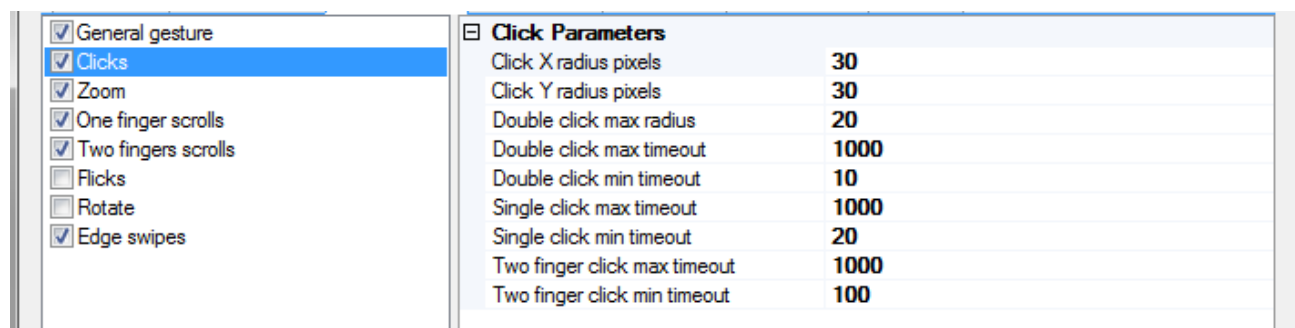 General gesture
Clicks
Zoom
One finger scrolls
Two fingers scrolls
Flicks
Rotate
Edge swipes
Click Parameters
Click X radius pixels 30
Click Y radius pixels 30
Double click max radius 20
Double click max timeout 1000
Double click min timeout 10
Single click max timeout 1000
Single click min timeout 20
Two finger click max timeout 1000
Two finger click min timeout 100